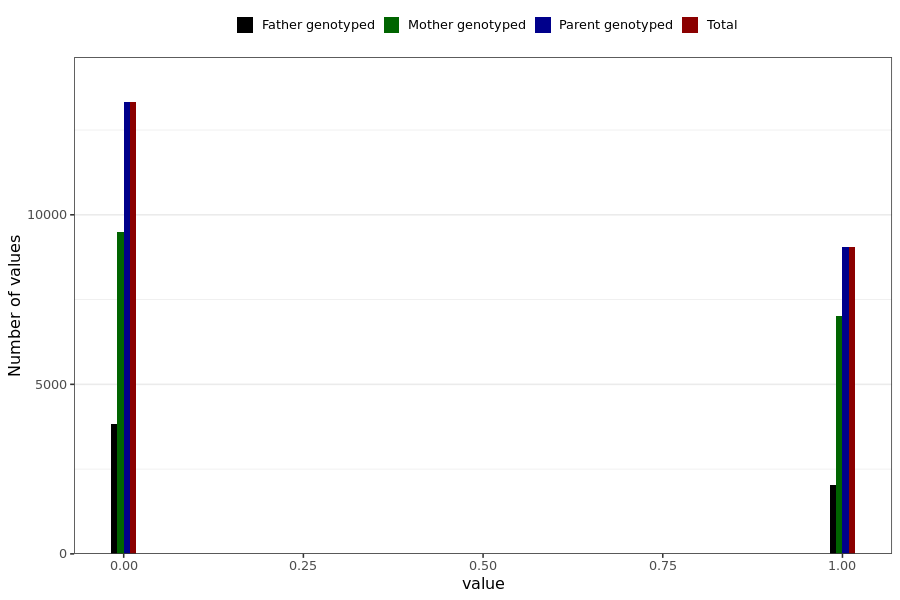 Father genotyped Mother genotyped Parent genotyped Total
Number of values
10000
5000
0
0.00 0.25 0.50 0.75 1.00
value